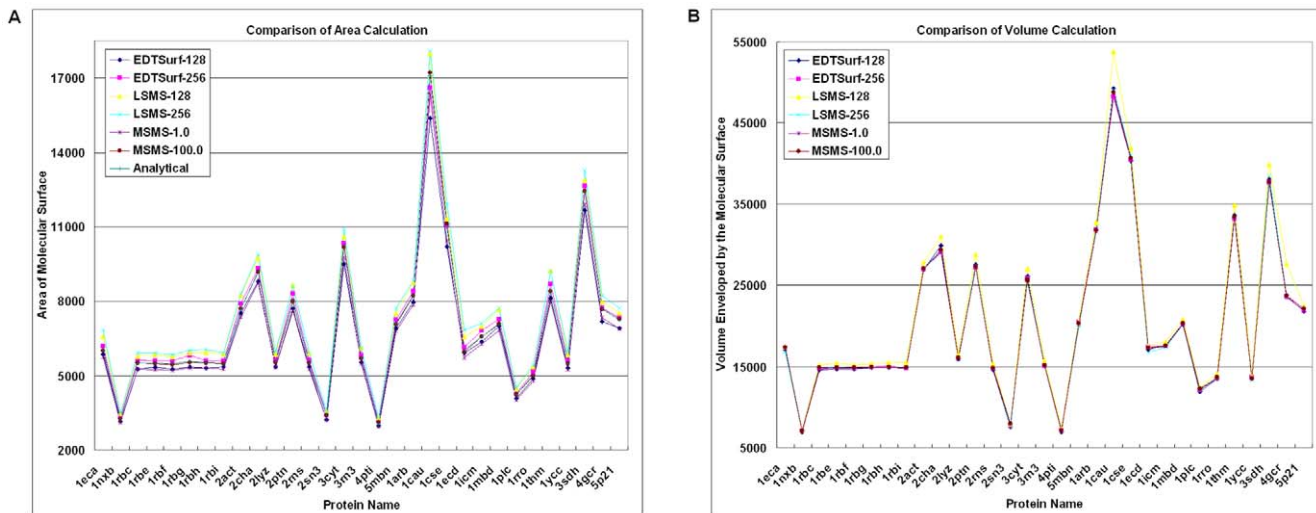 A
Comparison of Area Calculation
EDTSurf-128
EDTSurf-256
LSMS-128
LSMS-256
MSMS-1.0
MSMS-100.0
Analytical
17000
14000
11000
8000
5000
2000
Area of Molecular Surface
1eca
1nxb
1rbc
1rbe
1rbf
1rbg
1rbh
1rbi
2act
2cha
2lyz
2ptn
2rns
2sn3
3cyt
3rn3
4pti
5mbn
1arb
1cau
1cse
1ecd
1icm
1mbd
1plc
1rro
1thm
1ycc
3sdh
4gcr
5p21
Protein Name
B
Comparison of Volume Calculation
EDTSurf-128
EDTSurf-256
LSMS-128
LSMS-256
MSMS-1.0
MSMS-100.0
55000
45000
35000
25000
15000
5000
Volume Enveloped by the Molecular Surface
1eca
1nxb
1rbc
1rbe
1rbf
1rbg
1rbh
1rbi
2act
2cha
2lyz
2ptn
2rns
2sn3
3cyt
3rn3
4pti
5mbn
1arb
1cau
1cse
1ecd
1icm
1mbd
1plc
1rro
1thm
1ycc
3sdh
4gcr
5p21
Protein Name